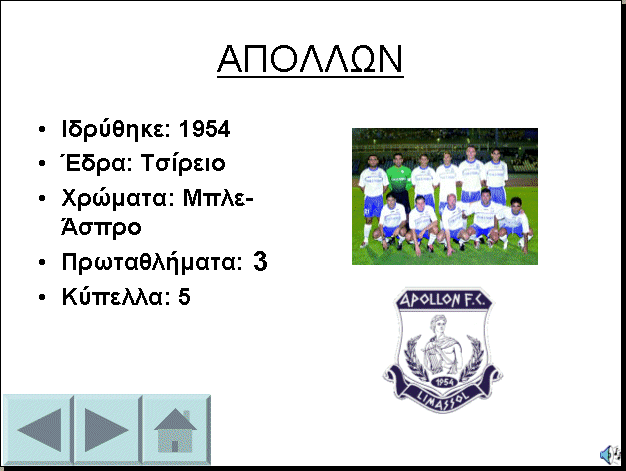 ΑΠΟΛΛΩΝ
• Ιδρύθηκε: 1954
• Έδρα: Τσίρειο
• Χρώματα: Μπλε-
Άσπρο
• Πρωταθλήματα: 3
• Κύπελλα: 5
APOLLON F.C.
1954
LIMASSOL